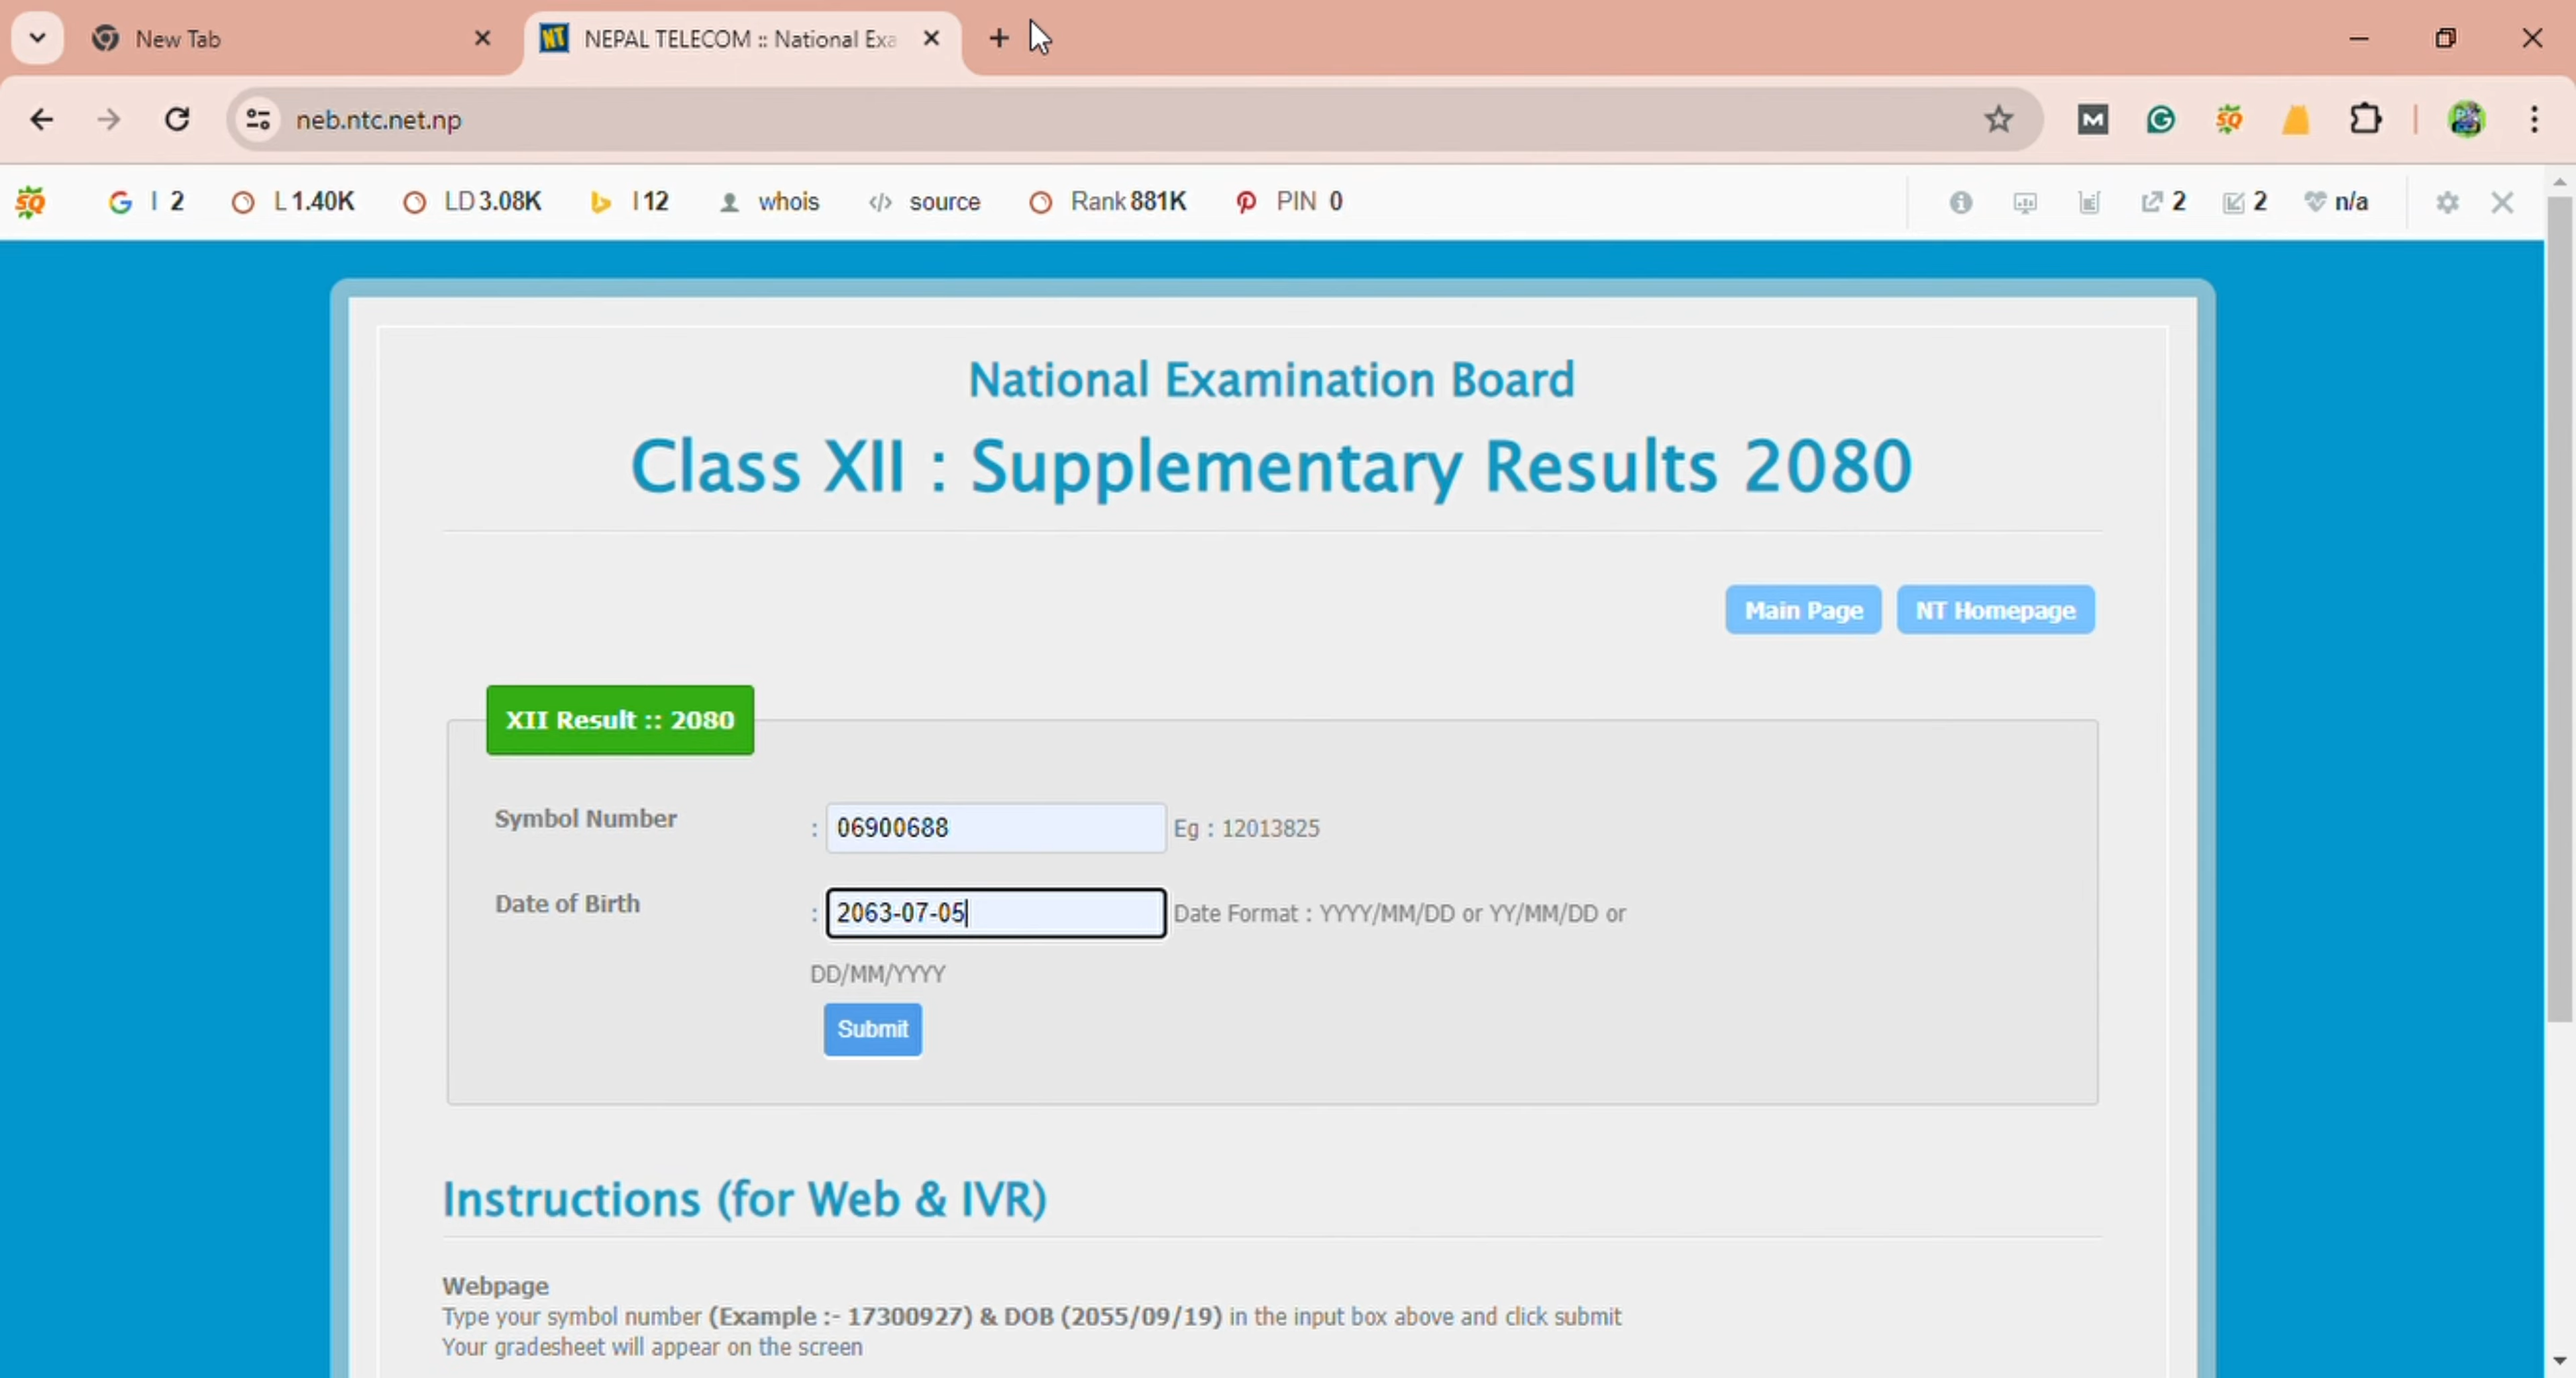 New Tab
NEPAL TELECOM :: National Exa
neb.ntc.net.np
I 2 L 1.40K LD 3.08K I 12 whois source Rank 881K PIN 0 2 2 n/a
National Examination Board
Class XII : Supplementary Results 2080
Main Page NT Homepage
XII Result :: 2080
Symbol Number : 06900688 Eg : 12013825
Date of Birth : 2063-07-05 Date Format : YYYY/MM/DD or YY/MM/DD or
DD/MM/YYYY
Submit
Instructions (for Web & IVR)
Webpage
Type your symbol number (Example :- 17300927) & DOB (2055/09/19) in the input box above and click submit
Your gradesheet will appear on the screen